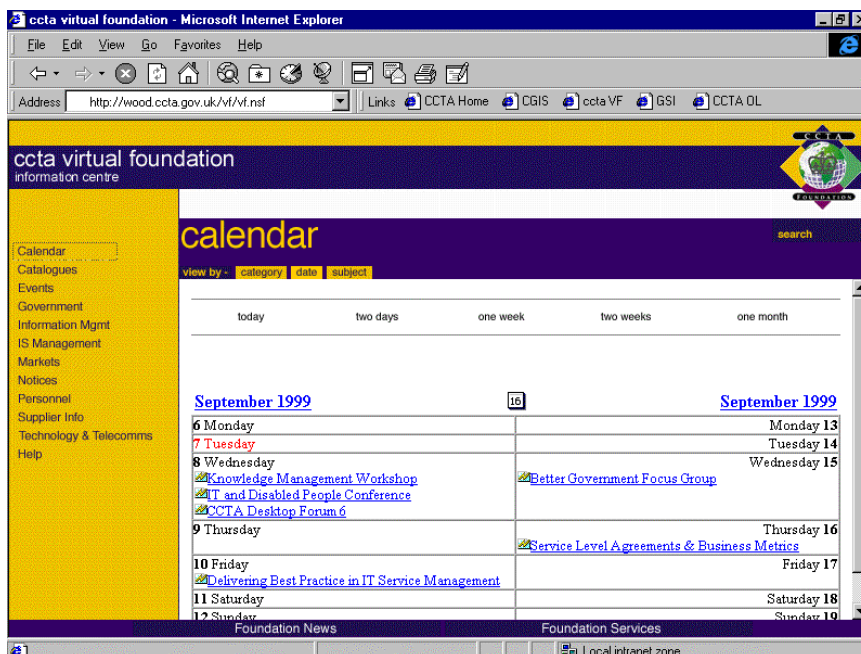 ccta virtual foundation - Microsoft Internet Explorer
File Edit View Go Favorites Help
Address http://wood.ccta.gov.uk/vf/vf.nsf Links CCTA Home CGIS ccta VF GSI CCTA OL
CCTA
ccta virtual foundation
information centre
FOUNDATION
calendar
search
view by - category date subject
Calendar
Catalogues
Events
Government
Information Mgmt
IS Management
Markets
Notices
Personnel
Supplier Info
Technology & Telecomms
Help
today two days one week two weeks one month
September 1999 16 September 1999
6 Monday Monday 13
7 Tuesday Tuesday 14
8 Wednesday Wednesday 15
Knowledge Management Workshop Better Government Focus Group
IT and Disabled People Conference
CCTA Desktop Forum 6
9 Thursday Thursday 16
Service Level Agreements & Business Metrics
10 Friday Friday 17
Delivering Best Practice in IT Service Management
11 Saturday Saturday 18
12 Sunday Sunday 19
Foundation News Foundation Services
Local intranet zone